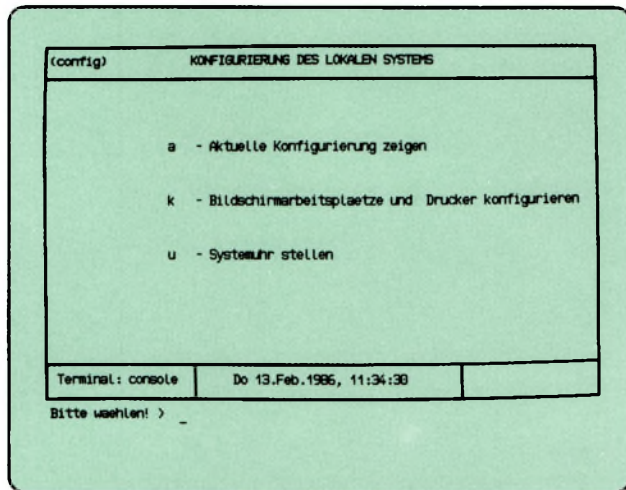 (config) KONFIGURIERUNG DES LOKALEN SYSTEMS
a - Aktuelle Konfigurierung zeigen
k - Bildschirmarbeitsplaetze und Drucker konfigurieren
u - Systemuhr stellen
Terminal: console Do 13.Feb.1986, 11:34:30
Bitte waehlen! > _